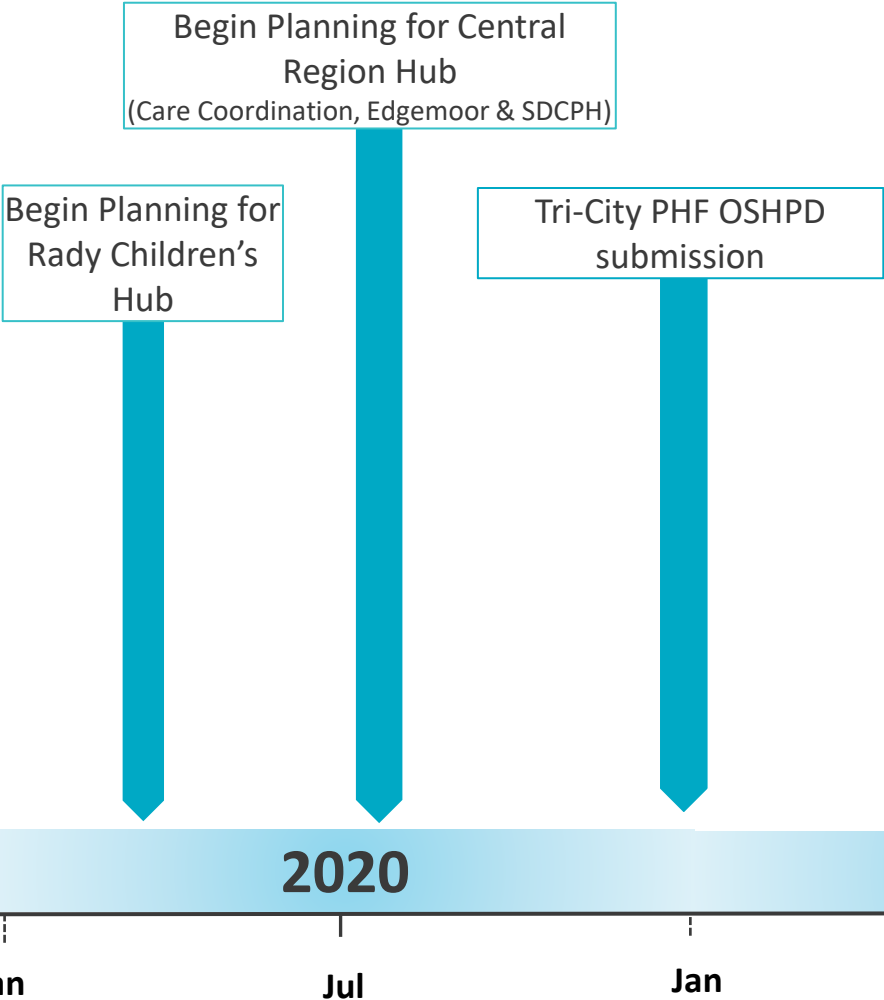 Begin Planning for Central
Region Hub
(Care Coordination, Edgemoor & SDCPH)
Begin Planning for
Rady Children’s
Hub
Tri-City PHF OSHPD
submission
2020
Jul
Jan